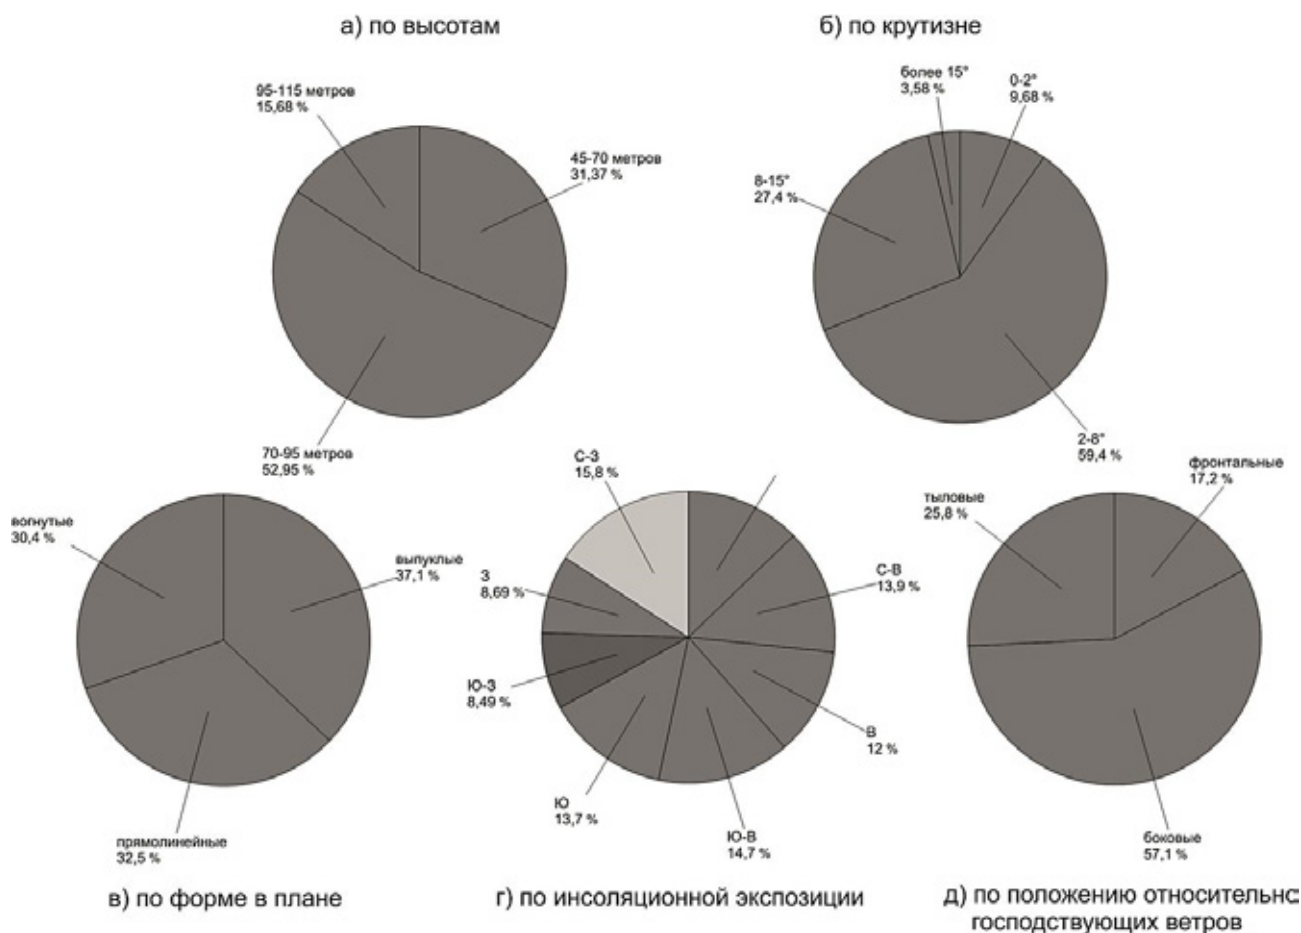 а) по высотам
95-115 метров
15,68 %
45-70 метров
31,37 %
70-95 метров
52,95 %
б) по крутизне
более 15°
3,58 %
0-2°
9,68 %
8-15°
27,4 %
2-8°
59,4 %
вогнутые
30,4 %
выпуклые
37,1 %
прямолинейные
32,5 %
в) по форме в плане
С-З
15,8 %
С-В
13,9 %
З
8,69 %
Ю-З
8,49 %
В
12 %
Ю
13,7 %
Ю-В
14,7 %
г) по инсоляционной экспозиции
фронтальные
17,2 %
тыловые
25,8 %
боковые
57,1 %
д) по положению относительно
господствующих ветров